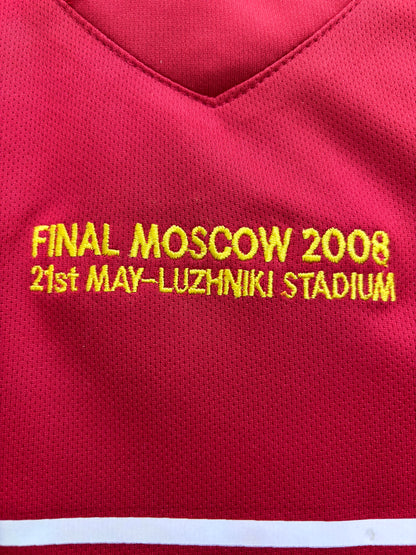 FINAL MOSCOW 2008
21st MAY-LUZHNIKI STADIUM